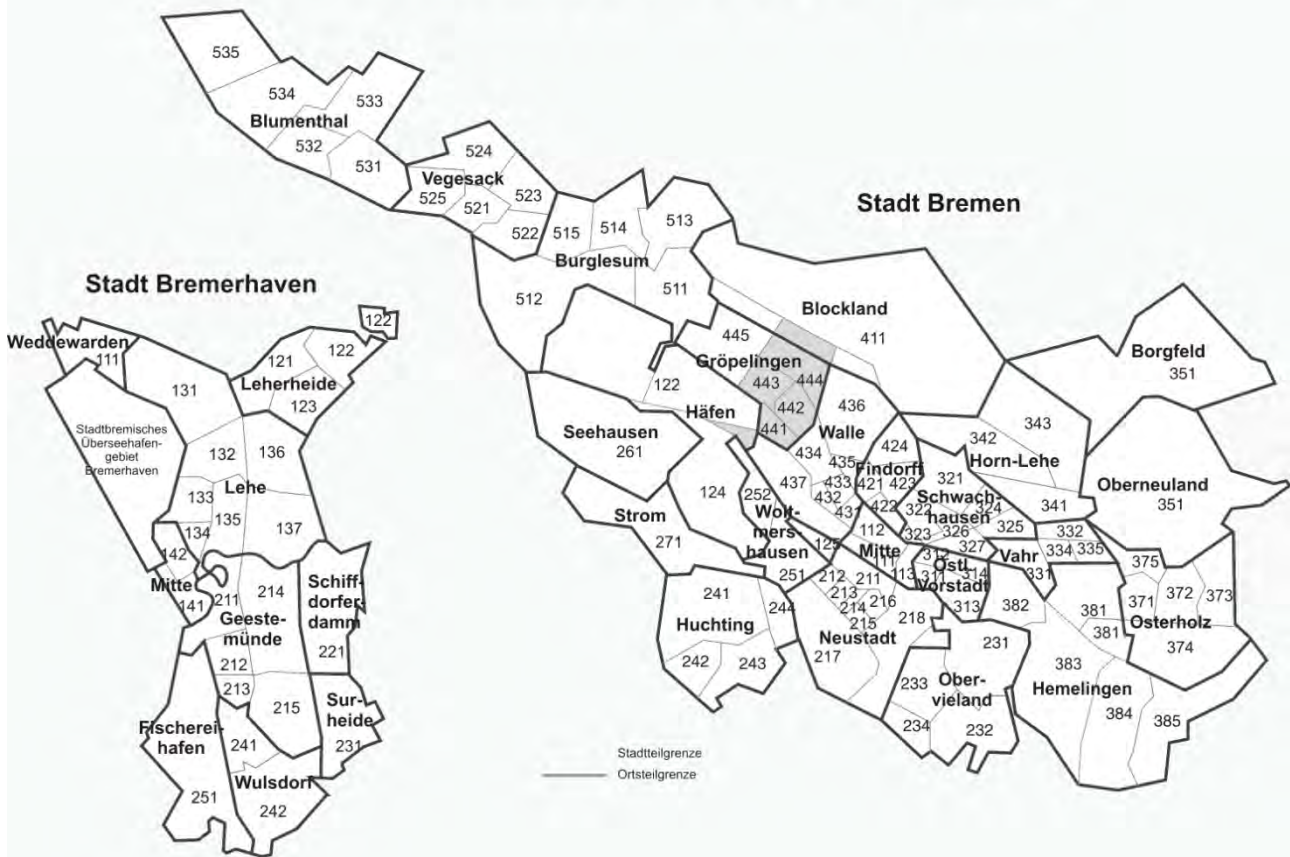 535
534
533
Blumenthal
532
531
524
Vegesack
525
523
521
522
515
514
513
Burglesum
512
511
Stadt Bremen
Stadt Bremerhaven
122
Weddewarden
111
121
122
Leherheide
123
131
Stadtbremisches
Überseehafen-
gebiet
Bremerhaven
132
136
Lehe
133
135
134
137
142
Mitte
141
211
214
Schiff-
dorfer-
damm
Geeste-
münde
221
212
213
215
Sur-
heide
231
Fischerei-
hafen
241
Wulsdorf
251
242
Blockland
411
445
Gröpelingen
443
444
122
442
Häfen
441
436
Walle
434
435
437
433
432
431
Borgfeld
351
343
342
Horn-Lehe
341
Oberneuland
351
Seehausen
261
424
Findorff
421
423
422
321
Schwach-
hausen
322
324
325
323
326
327
124
252
Wolt-
mers-
hausen
125
251
Strom
271
112
Mitte
111
113
312
Östl.
311
314
Vorstadt
313
Vahr
332
334
335
331
375
371
372
373
Osterholz
374
241
244
Huchting
242
243
212
211
213
214
216
215
218
Neustadt
217
382
381
381
231
383
Hemelingen
384
385
233
Ober-
vieland
234
232
Stadtteilgrenze
Ortsteilgrenze